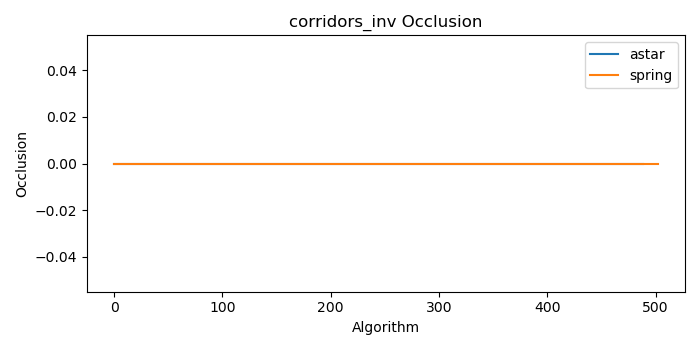 corridors_inv Occlusion
astar
spring
0.04
0.02
0.00
−0.02
−0.04
Occlusion
0 100 200 300 400 500
Algorithm